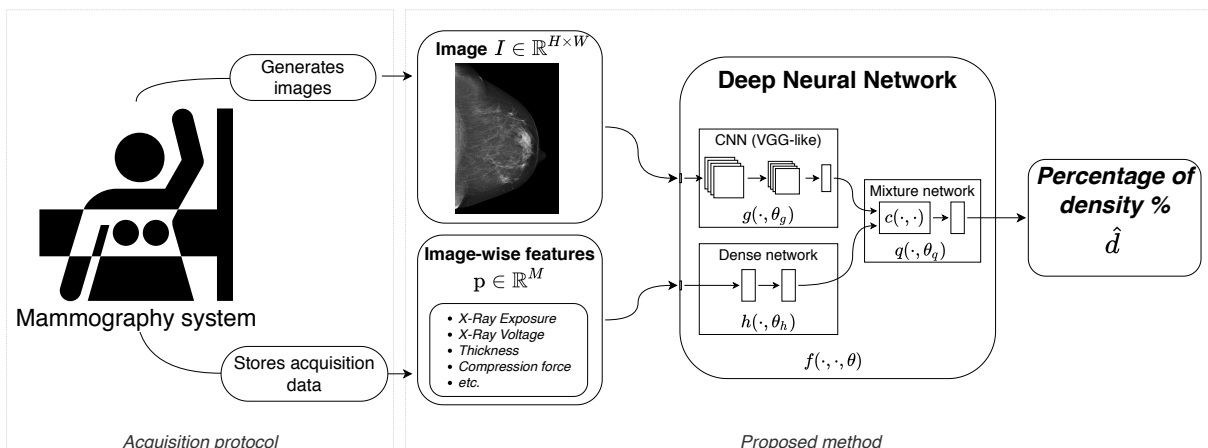 Generates
images
Mammography system
Stores acquisition
data
Acquisition protocol
Image I ∈ ℝ^{H×W}
Image-wise features
p ∈ ℝ^M
• X-Ray Exposure
• X-Ray Voltage
• Thickness
• Compression force
• etc.
Deep Neural Network
CNN (VGG-like)
g(·, θ_g)
Dense network
h(·, θ_h)
Mixture network
c(·, ·)
q(·, θ_q)
f(·, ·, θ)
Percentage of
density %
d̂
Proposed method